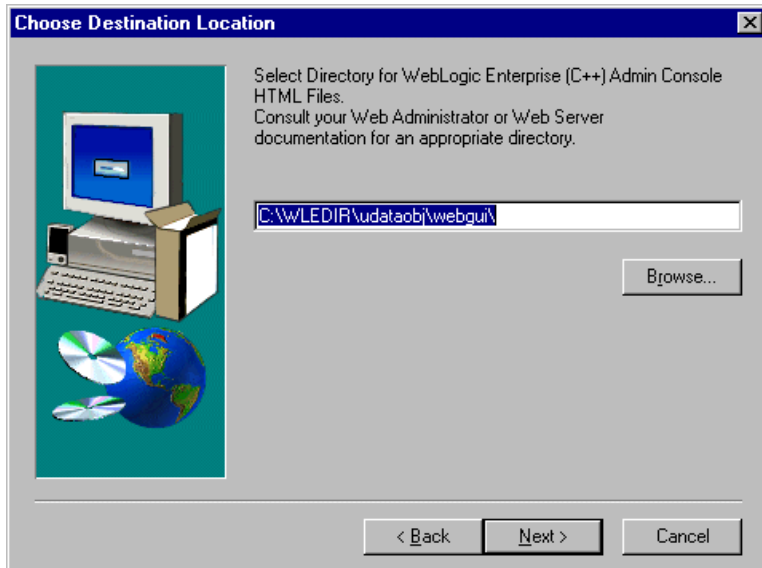 Choose Destination Location
Select Directory for WebLogic Enterprise (C++) Admin Console
HTML Files.
Consult your Web Administrator or Web Server
documentation for an appropriate directory.
C:\WLEDIR\udataobj\webgui\
Browse...
< Back
Next >
Cancel